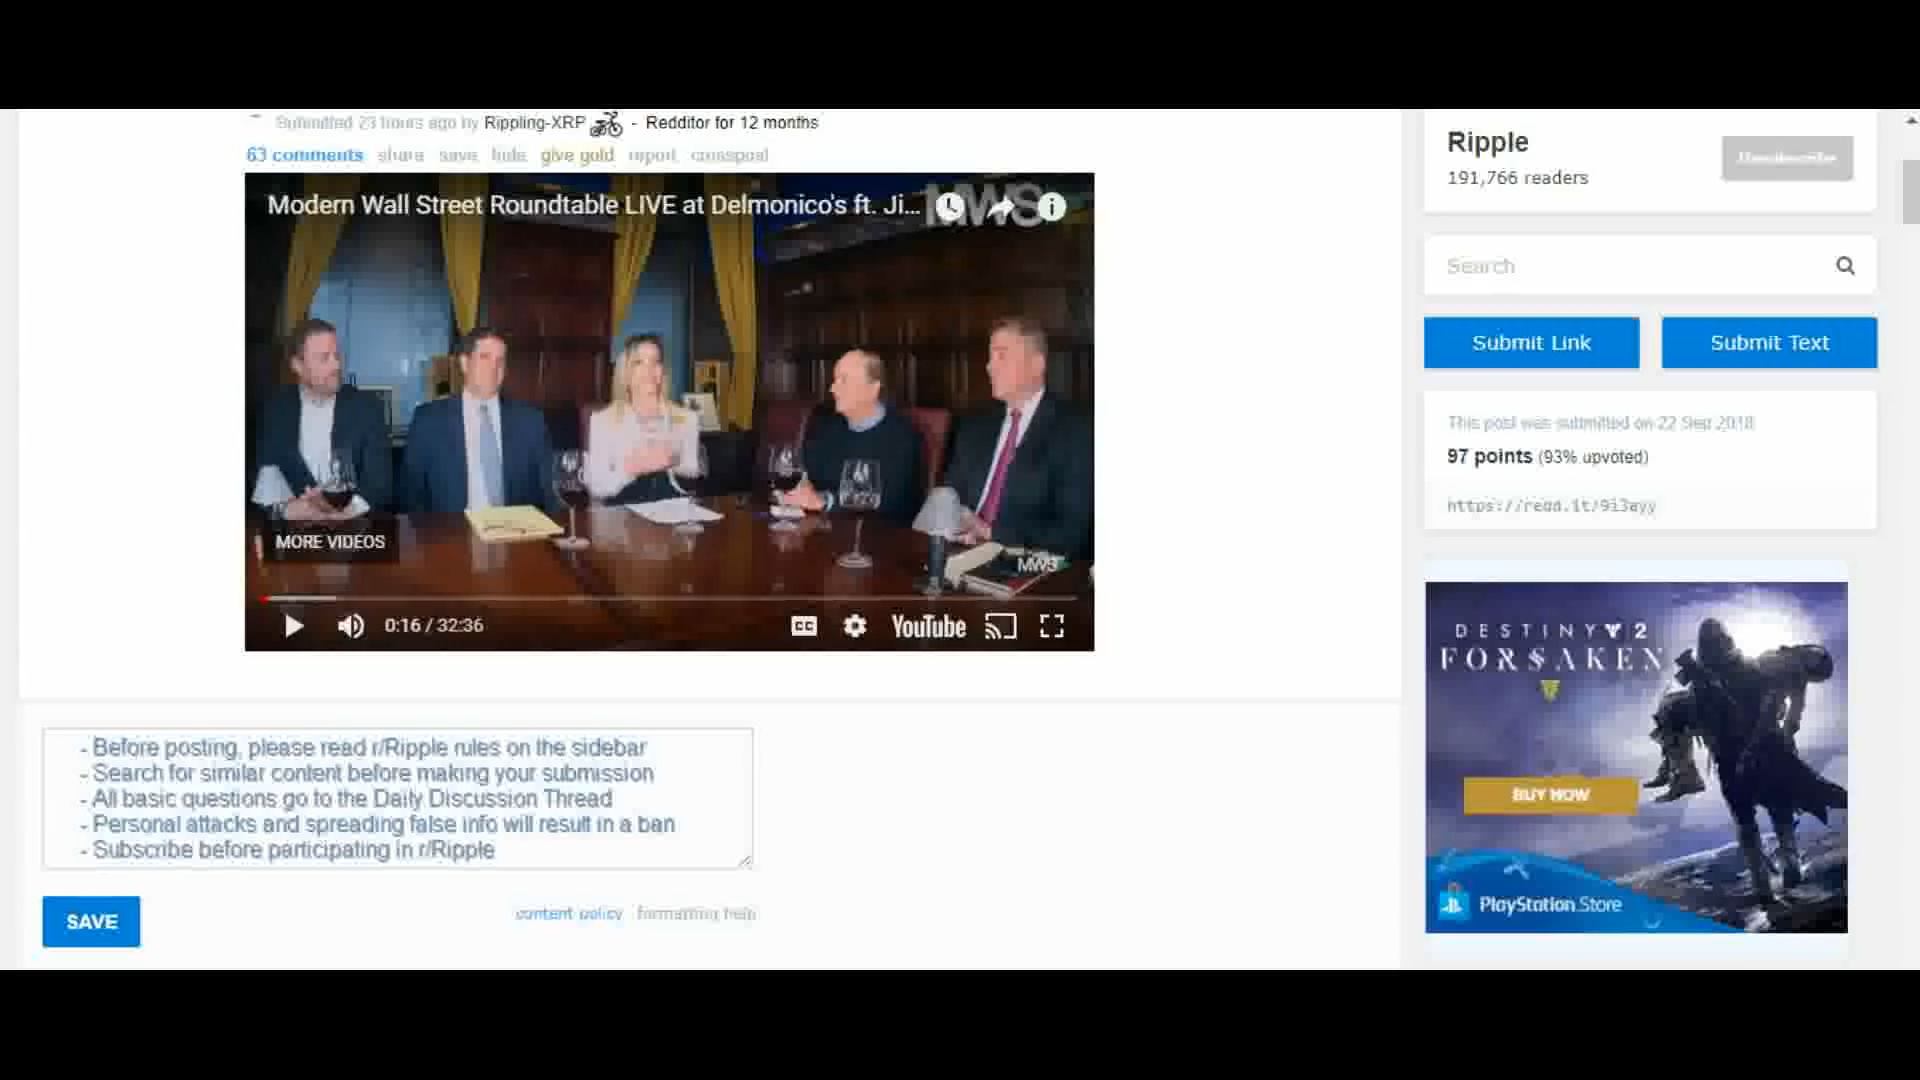 Submitted 23 hours ago by Rippling-XRP - Redditor for 12 months
63 comments share save hide give gold report crosspost
Modern Wall Street Roundtable LIVE at Delmonico's ft. Ji...
MWS
MORE VIDEOS
MWS
0:16 / 32:36
CC
YouTube
- Before posting, please read r/Ripple rules on the sidebar
- Search for similar content before making your submission
- All basic questions go to the Daily Discussion Thread
- Personal attacks and spreading false info will result in a ban
- Subscribe before participating in r/Ripple
SAVE
content policy formatting help
Ripple
191,766 readers
Unsubscribe
Search
Submit Link
Submit Text
This post was submitted on 22 Sep 2018
97 points (93% upvoted)
https://redd.it/9i3ayy
DESTINY 2
FORSAKEN
BUY NOW
PlayStation Store